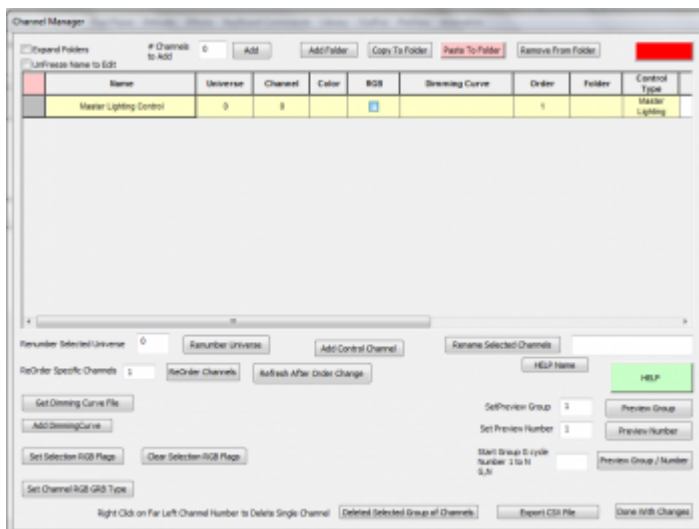 Channel Manager
Expand Folders
# Channels to Add
0
Add
Add Folder
Copy To Folder
Paste To Folder
Remove From Folder
UnFreeze Name to Edit
Name Universe Channel Color RGB Dimming Curve Order Folder Control Type
Master Lighting Control 0 0 1 Master Lighting
Renumber Selected Universe 0 Renumber Universe
Add Control Channel
Rename Selected Channels
HELP Name
ReOrder Specific Channels 1 ReOrder Channels Refresh After Order Change
HELP
Get Dimming Curve File
SetPreview Group 1 Preview Group
Add DimmingCurve
Set Preview Number 1 Preview Number
Set Selection RGB Flags
Clear Selection RGB Flags
Start Group G cycle
Number 1 to N
G,N
Preview Group / Number
Set Channel RGB GRB Type
Right Click on Far Left Channel Number to Delete Single Channel
Deleted Selected Group of Channels
Export CSV File
Done With Changes